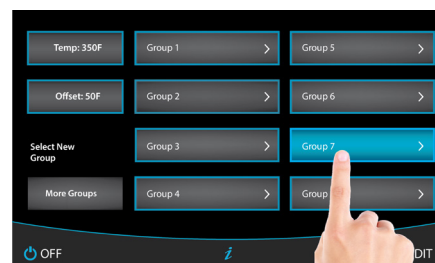 Temp: 350F
Group 1
Group 5
Offset: 50F
Group 2
Group 6
Select New
Group
Group 3
Group 7
More Groups
Group 4
Group
OFF
i
DIT